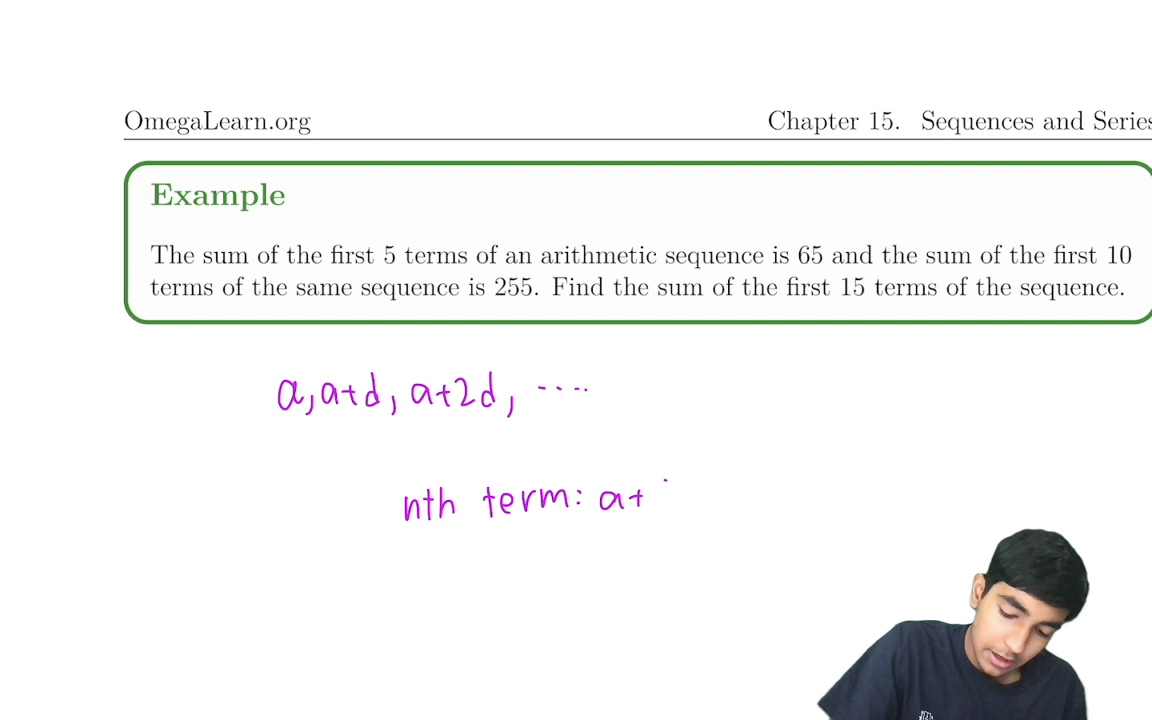 OmegaLearn.org Chapter 15. Sequences and Series
Example
The sum of the first 5 terms of an arithmetic sequence is 65 and the sum of the first 10
terms of the same sequence is 255. Find the sum of the first 15 terms of the sequence.
a, a+d, a+2d, ....
nth term: a+